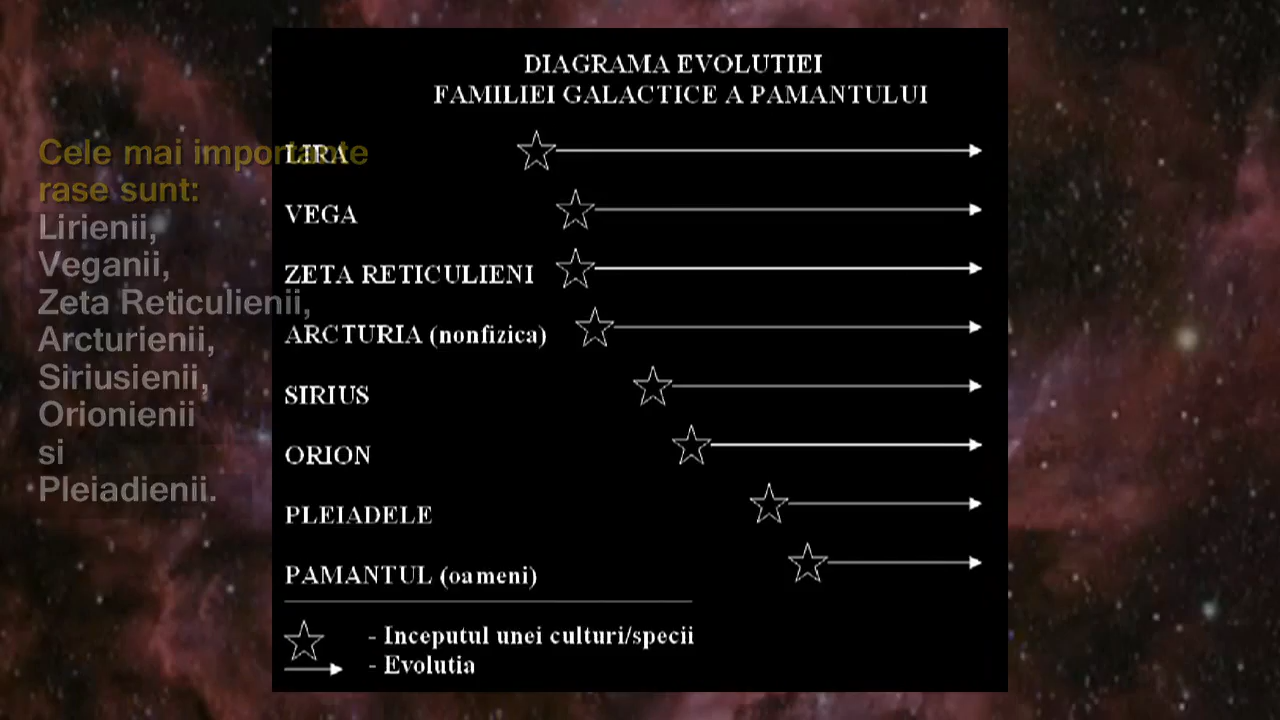 DIAGRAMA EVOLUTIEI
FAMILIEI GALACTICE A PAMANTULUI
Cele mai importante
rase sunt:
Lirienii,
Veganii,
Zeta Reticulienii,
Arcturienii,
Siriusienii,
Orionienii
si
Pleiadienii.
LIRA
VEGA
ZETA RETICULIENI
ARCTURIA (nonfizica)
SIRIUS
ORION
PLEIADELE
PAMANTUL (oameni)
- Inceputul unei culturi/specii
- Evolutia